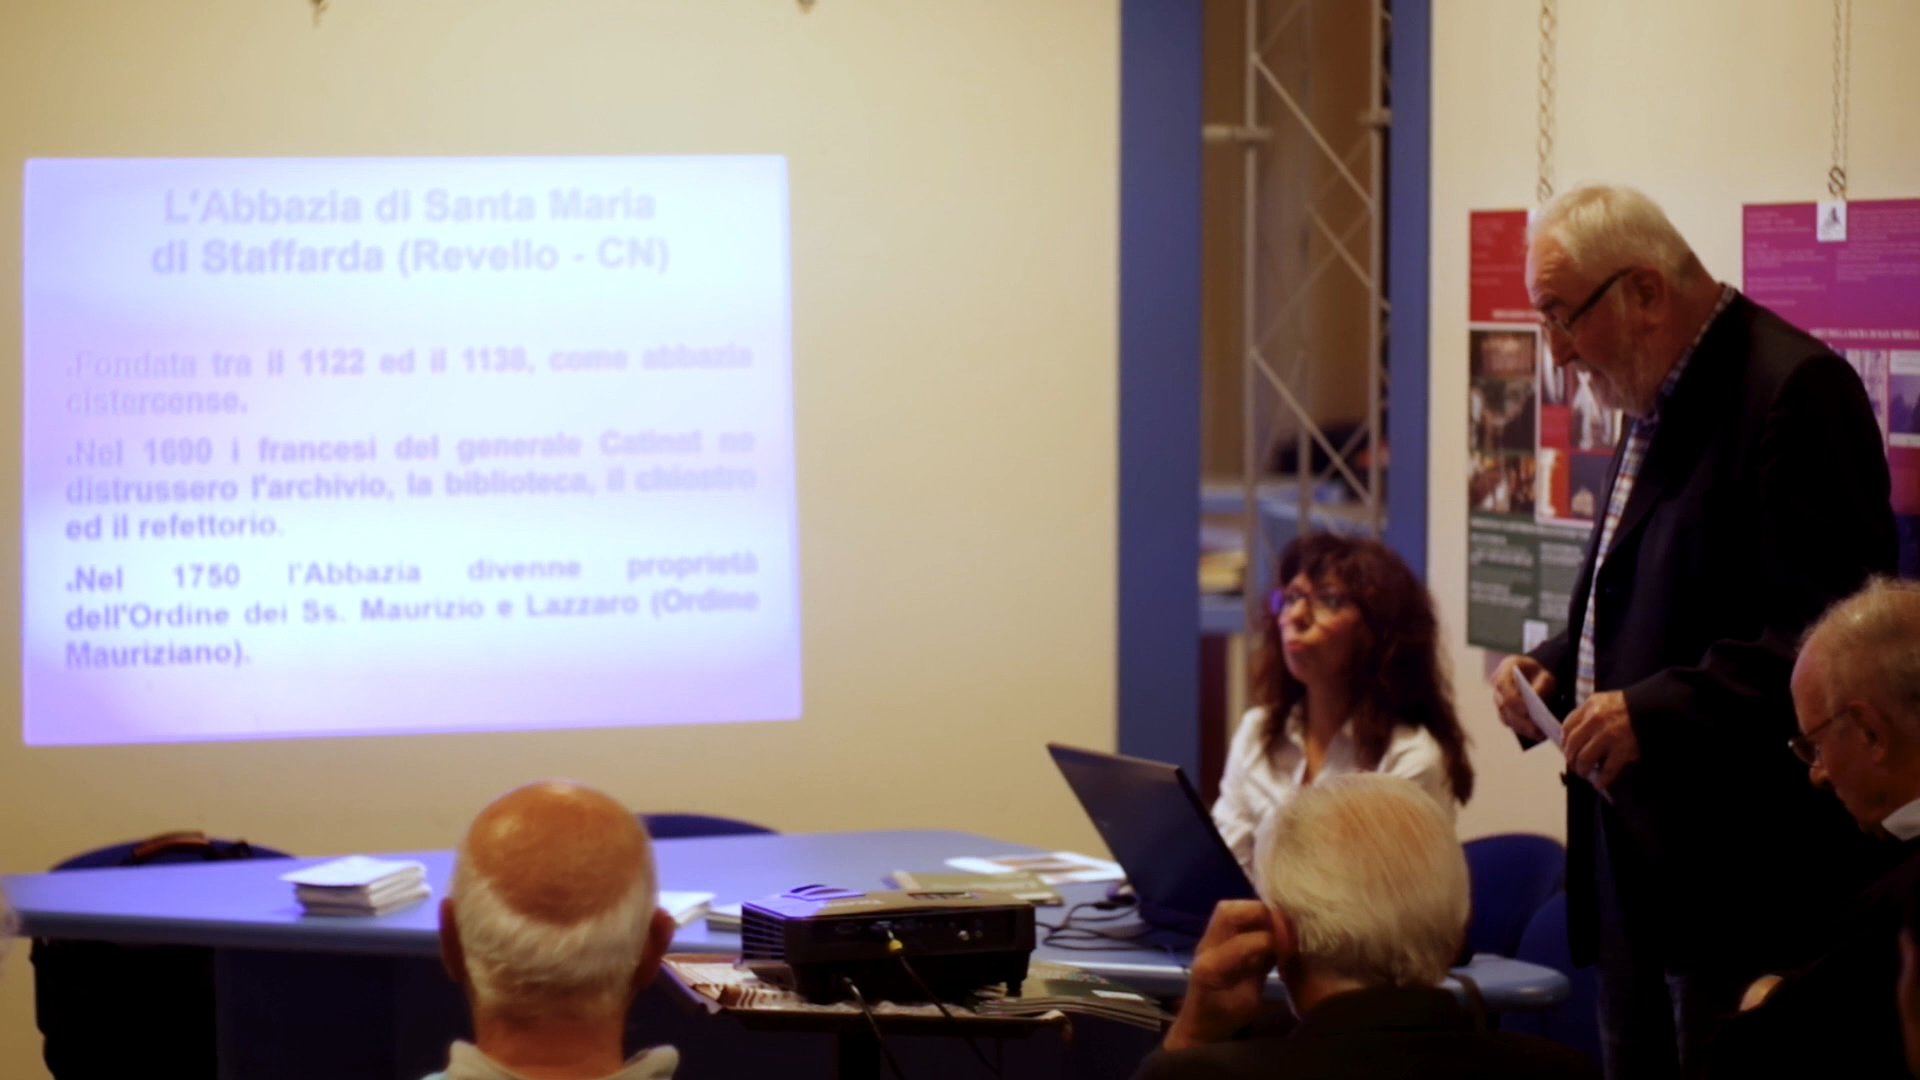 L'Abbazia di Santa Maria
di Staffarda (Revello - CN)
.Fondata tra il 1122 ed il 1138, come abbazia
cistercense.
.Nel 1690 i francesi del generale Catinat ne
distrussero l'archivio, la biblioteca, il chiostro
ed il refettorio.
.Nel 1750 l'Abbazia divenne proprietà
dell'Ordine dei Ss. Maurizio e Lazzaro (Ordine
Mauriziano).